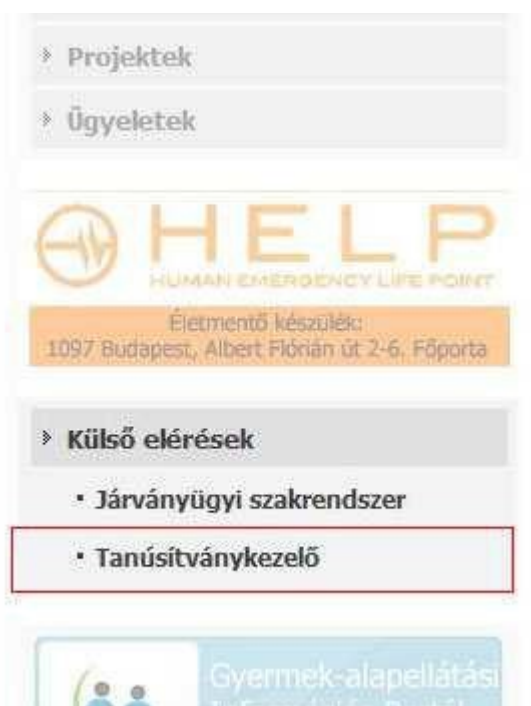 Projektek
Ügyeletek
HELP
HUMAN EMERGENCY LIFE POINT
Életmentő készülék:
1097 Budapest, Albert Flórián út 2-6. Főporta
Külső elérések
Járványügyi szakrendszer
Tanúsítványkezelő
Gyermek-alapellátási